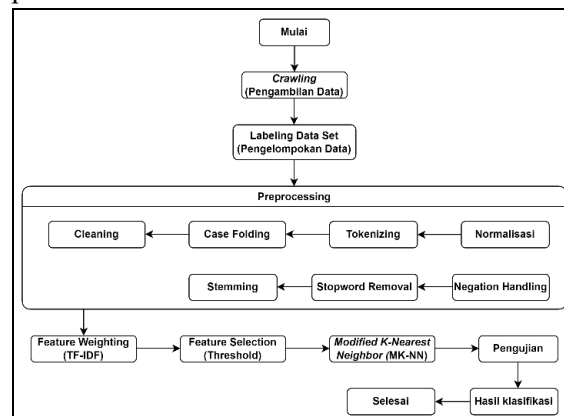 Mulai
Crawling
(Pengambilan Data)
Labeling Data Set
(Pengelompokan Data)
Preprocessing
Cleaning
Case Folding
Tokenizing
Normalisasi
Stemming
Stopword Removal
Negation Handling
Feature Weighting
(TF-IDF)
Feature Selection
(Threshold)
Modified K-Nearest
Neighbor (MK-NN)
Pengujian
Selesai
Hasil klasifikasi